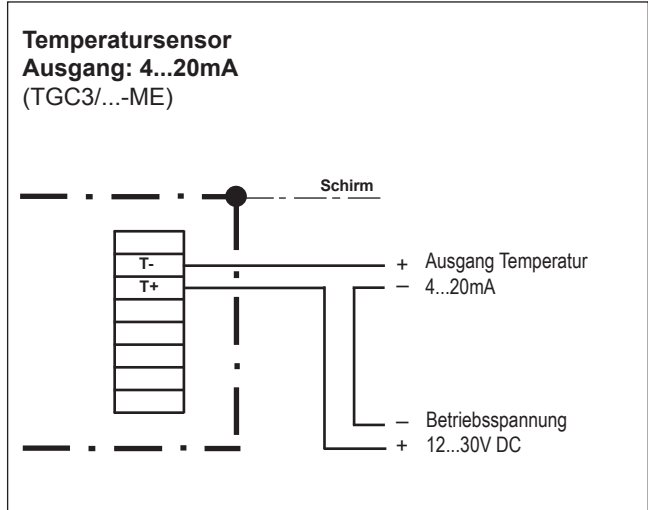 Temperatursensor
Ausgang: 4...20mA
(TGC3/...-ME)
Schirm
T-
T+
+ Ausgang Temperatur
– 4...20mA
– Betriebsspannung
+ 12...30V DC